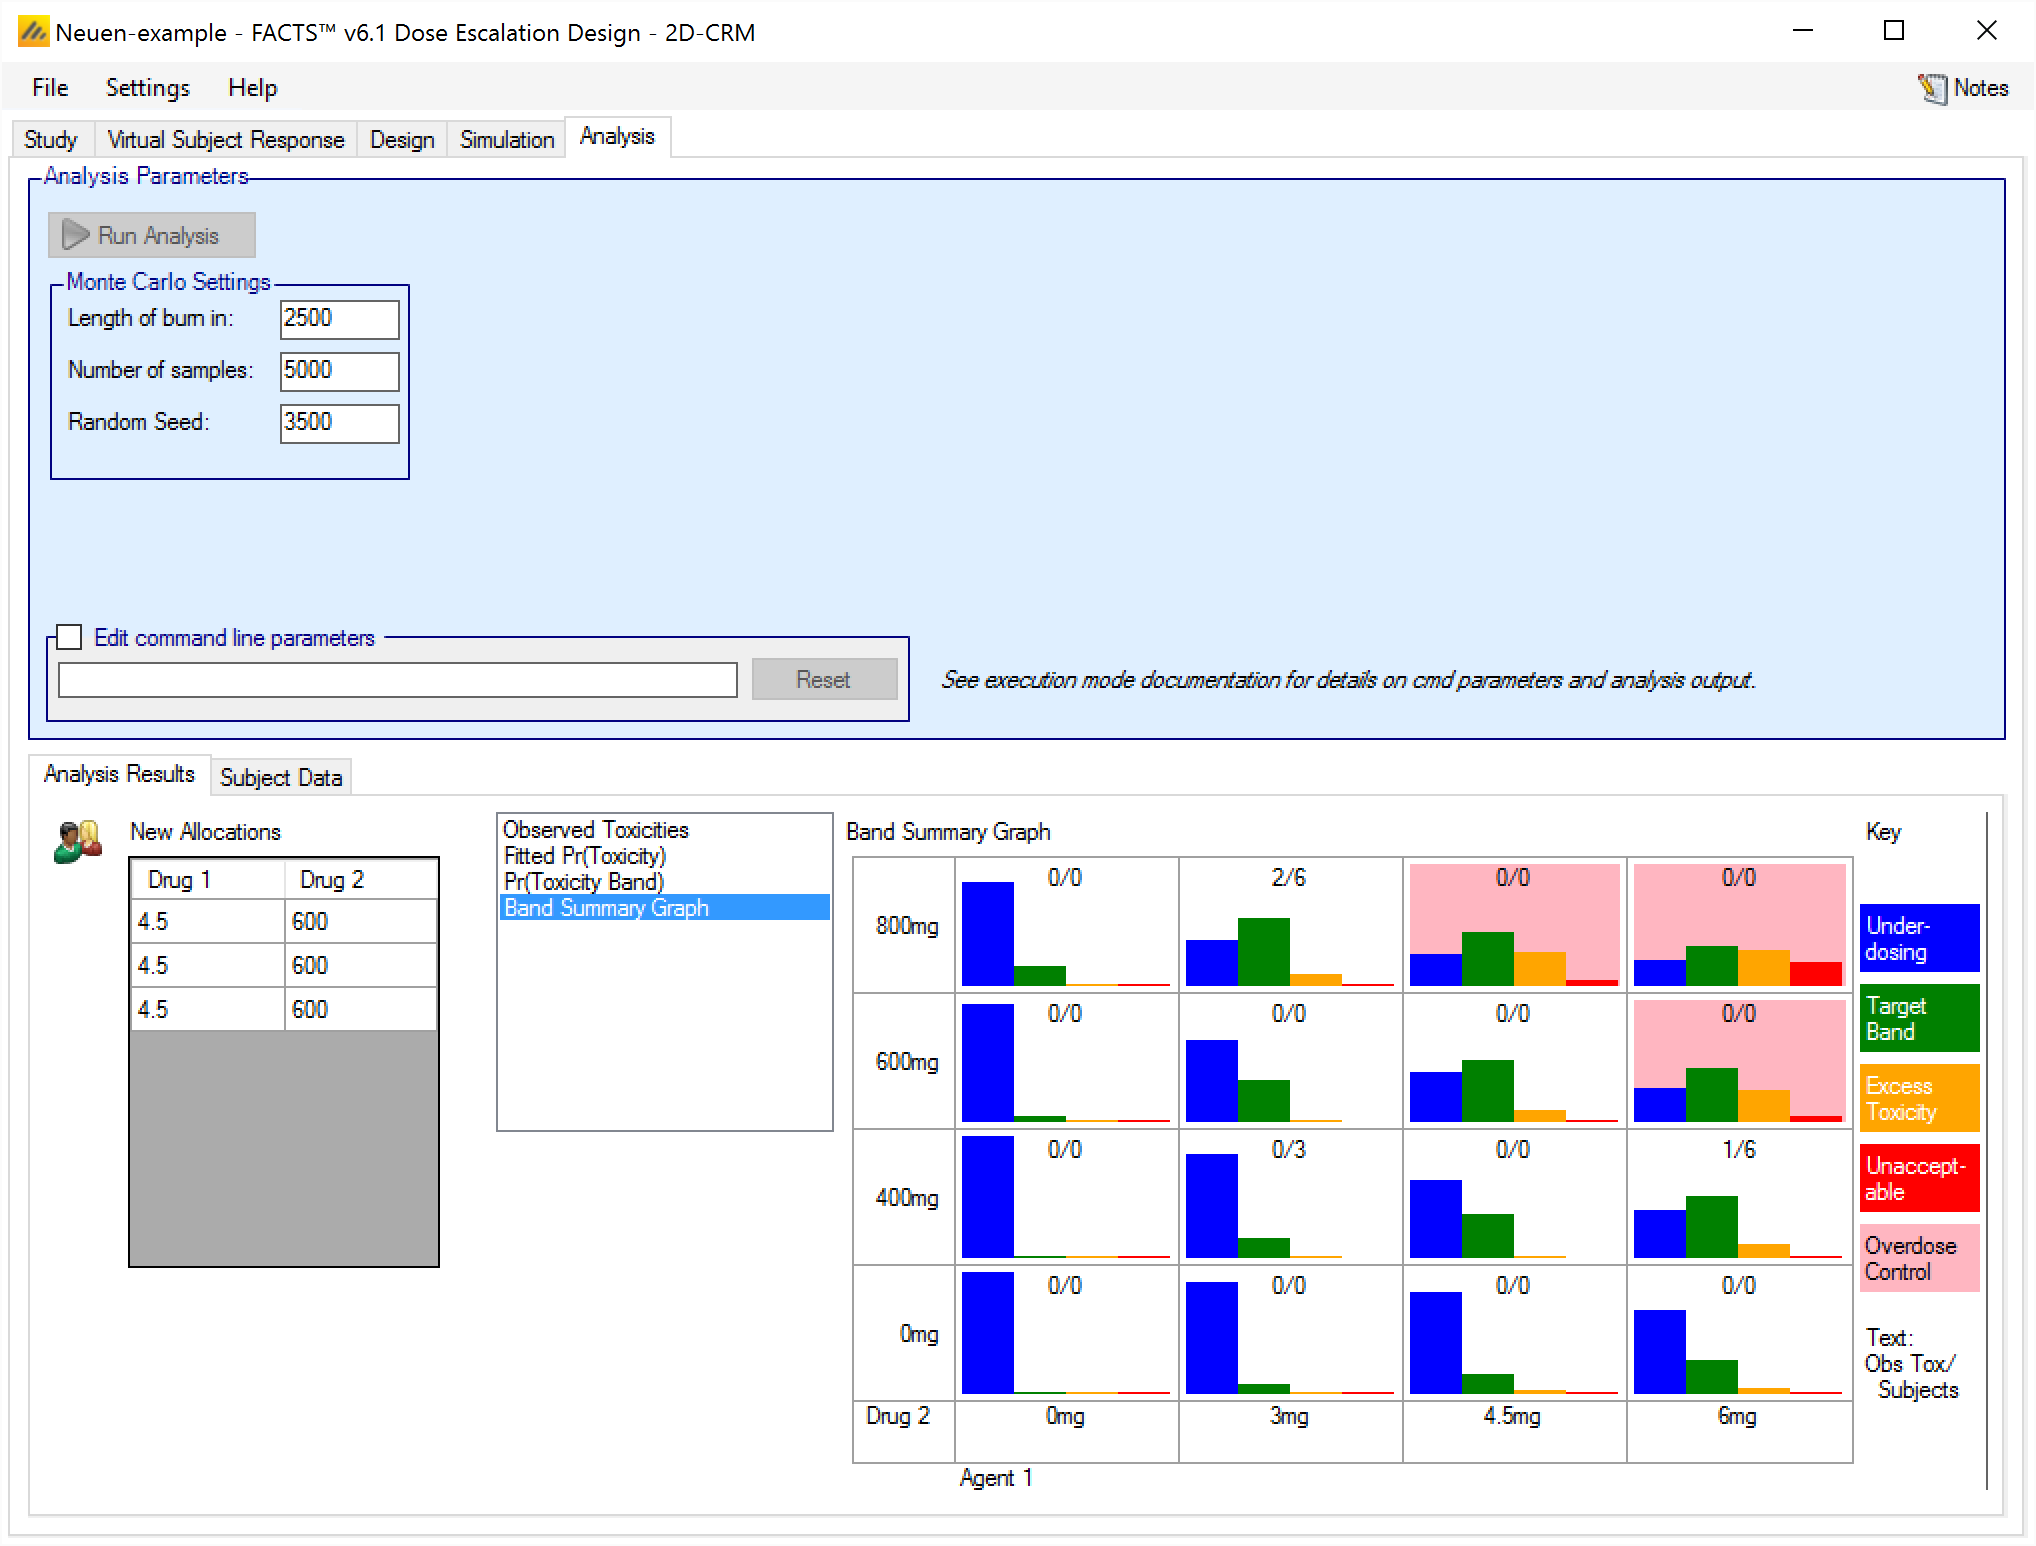 Neuen-example - FACTS™ v6.1 Dose Escalation Design - 2D-CRM
File Settings Help Notes
Study Virtual Subject Response Design Simulation Analysis
Analysis Parameters
Run Analysis
Monte Carlo Settings
Length of burn in: 2500
Number of samples: 5000
Random Seed: 3500
Edit command line parameters
Reset See execution mode documentation for details on cmd parameters and analysis output.
Analysis Results Subject Data
New Allocations
Drug 1 Drug 2
4.5 600
4.5 600
4.5 600
Observed Toxicities
Fitted Pr(Toxicity)
Pr(Toxicity Band)
Band Summary Graph
Band Summary Graph
800mg 0/0 2/6 0/0 0/0
600mg 0/0 0/0 0/0 0/0
400mg 0/0 0/3 0/0 1/6
0mg 0/0 0/0 0/0 0/0
Drug 2 0mg 3mg 4.5mg 6mg
Agent 1
Key
Under-
dosing
Target
Band
Excess
Toxicity
Unaccept-
able
Overdose
Control
Text:
Obs Tox/
Subjects